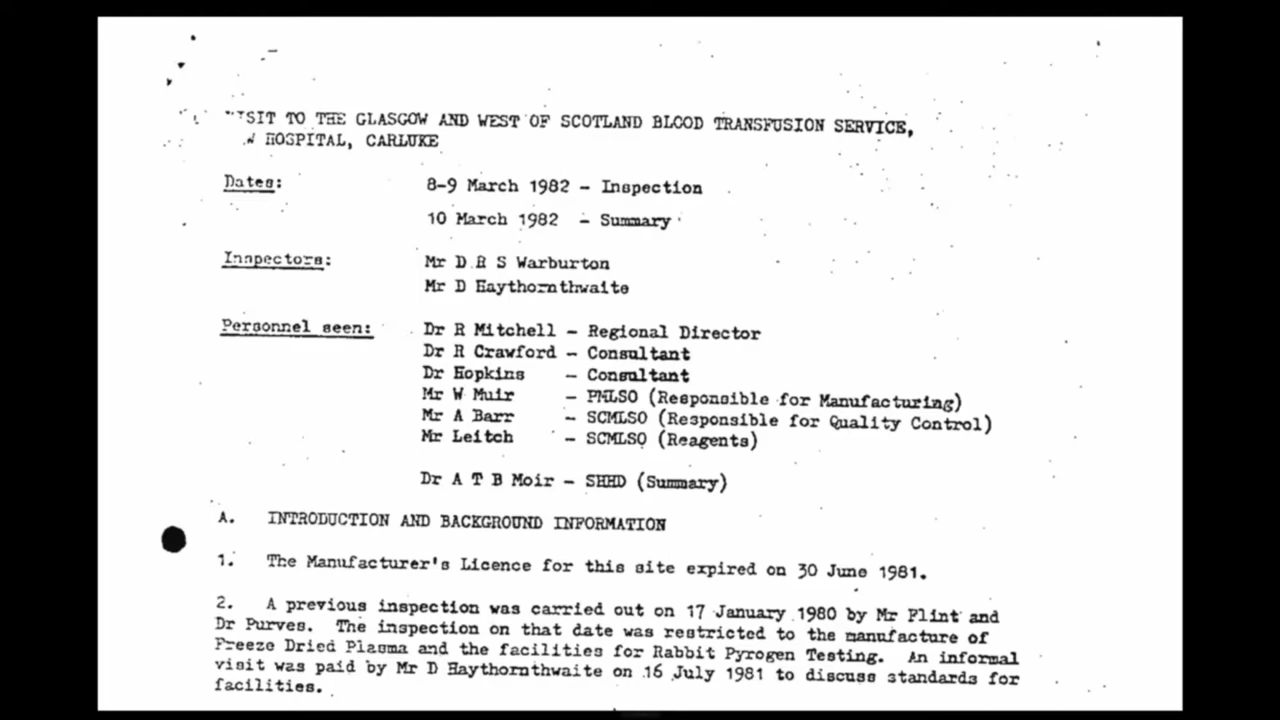 VISIT TO THE GLASGOW AND WEST OF SCOTLAND BLOOD TRANSFUSION SERVICE,
HOSPITAL, CARLUKE
Dates: 8-9 March 1982 - Inspection
10 March 1982 - Summary
Inspectors: Mr D R S Warburton
Mr D Haythornthwaite
Personnel seen: Dr R Mitchell - Regional Director
Dr R Crawford - Consultant
Dr Hopkins - Consultant
Mr W Muir - PMLSO (Responsible for Manufacturing)
Mr A Barr - SCMLSO (Responsible for Quality Control)
Mr Leitch - SCMLSO (Reagents)
Dr A T B Moir - SHHD (Summary)
A. INTRODUCTION AND BACKGROUND INFORMATION
1. The Manufacturer's Licence for this site expired on 30 June 1981.
2. A previous inspection was carried out on 17 January 1980 by Mr Flint and
Dr Purves. The inspection on that date was restricted to the manufacture of
Freeze Dried Plasma and the facilities for Rabbit Pyrogen Testing. An informal
visit was paid by Mr D Haythornthwaite on 16 July 1981 to discuss standards for
facilities.